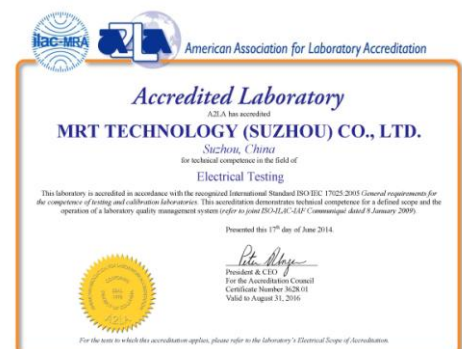 ilac-MRA
A2LA
American Association for Laboratory Accreditation
Accredited Laboratory
A2LA has accredited
MRT TECHNOLOGY (SUZHOU) CO., LTD.
Suzhou, China
for technical competence in the field of
Electrical Testing
This laboratory is accredited in accordance with the recognized International Standard ISO/IEC 17025:2005 General requirements for
the competence of testing and calibration laboratories. This accreditation demonstrates technical competence for a defined scope and the
operation of a laboratory quality management system (refer to joint ISO-ILAC-IAF Communiqué dated 8 January 2009).
Presented this 17th day of June 2014.
President & CEO
For the Accreditation Council
Certificate Number 3628.01
Valid to August 31, 2016
A2LA
For the tests to which this accreditation applies, please refer to the laboratory's Electrical Scope of Accreditation.